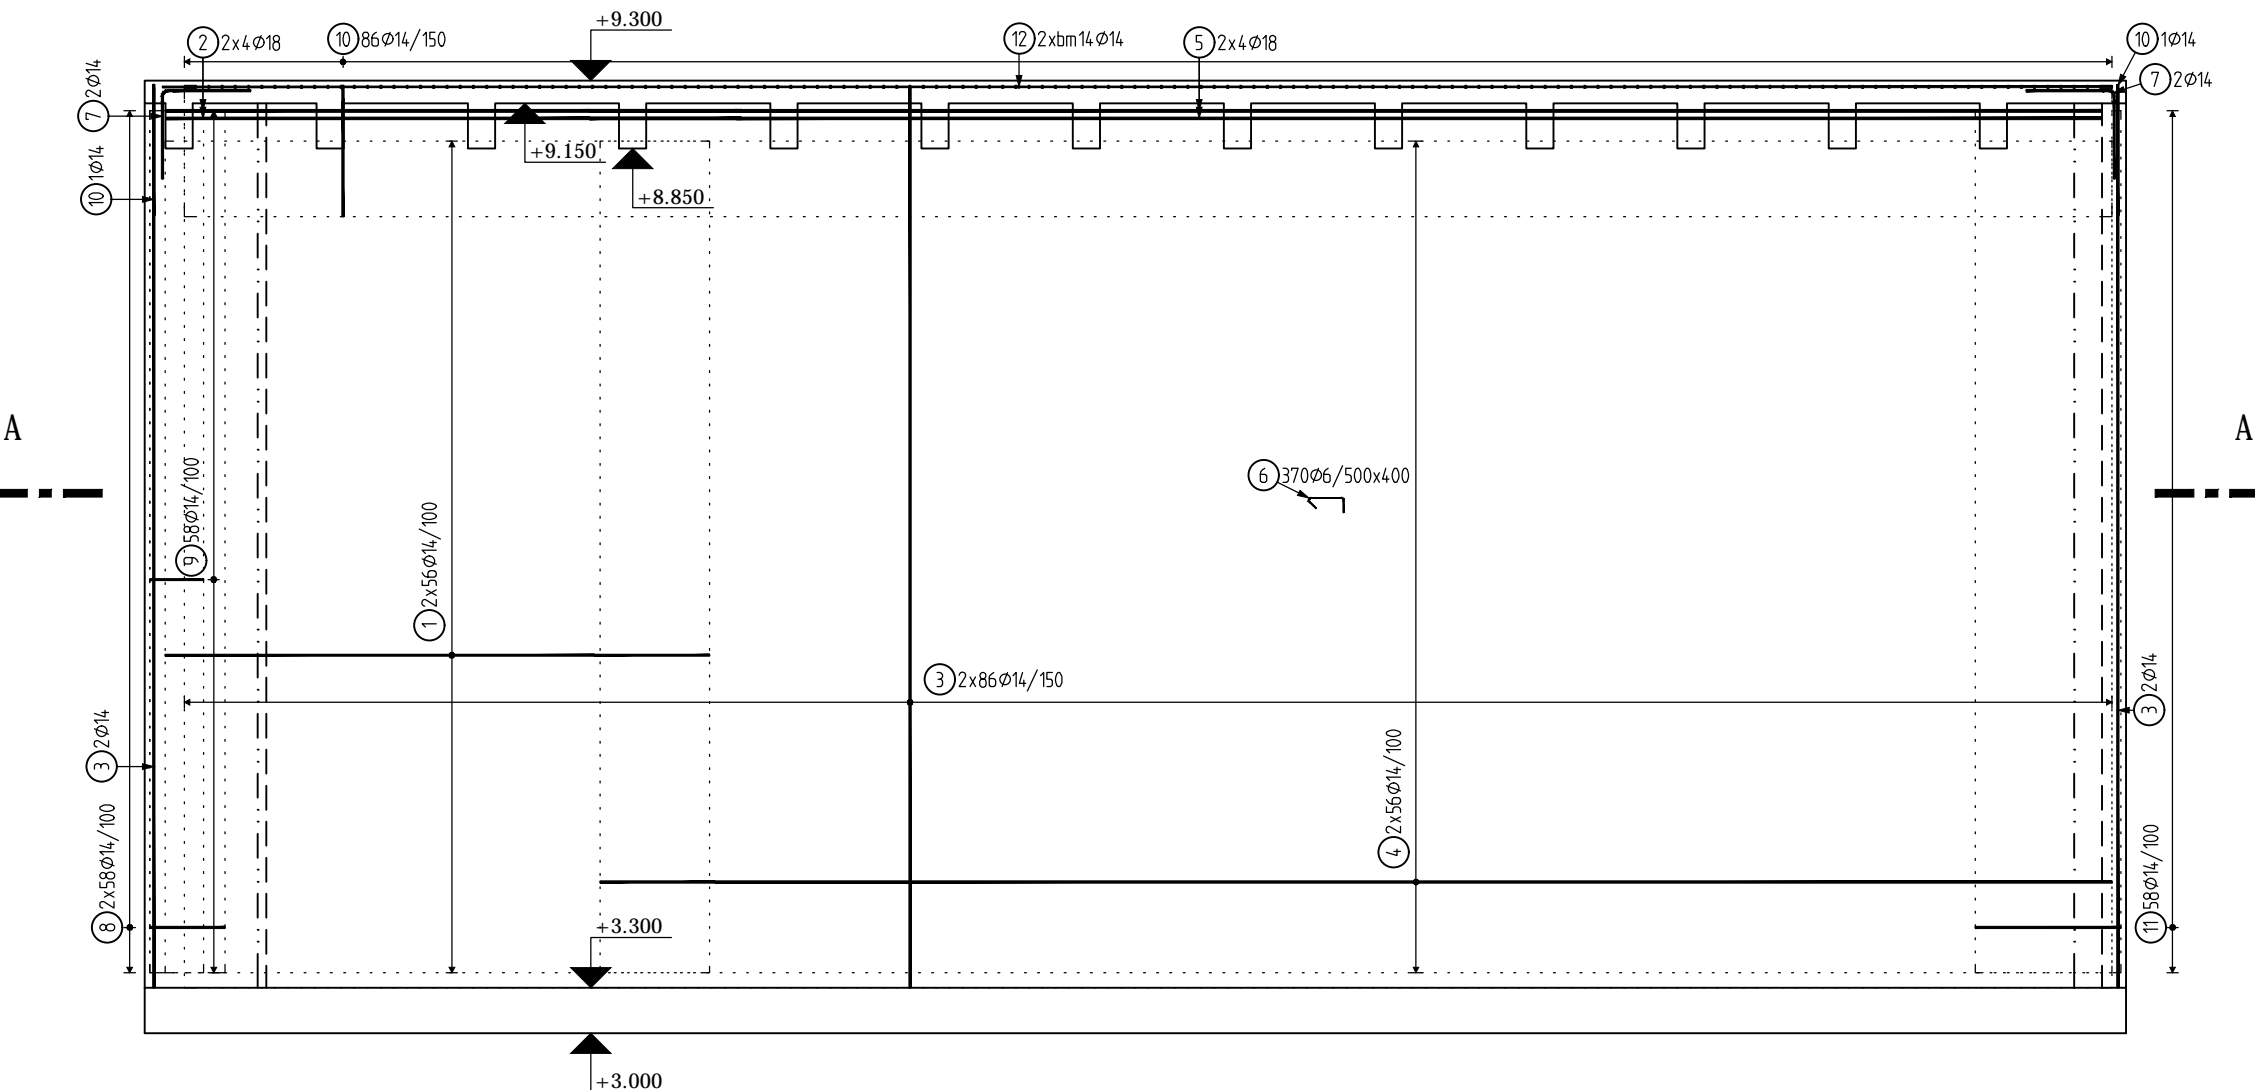 +9.300
2 2x4Ø18
10 86Ø14/150
12 2xbm14Ø14
5 2x4Ø18
10 1Ø14
7 2Ø14
7 2Ø14
+9.150
+8.850
10 1Ø14
A
A
6 370Ø6/500x400
9 58Ø14/100
1 2x56Ø14/100
3 2x86Ø14/150
3 2Ø14
3 2Ø14
4 2x56Ø14/100
8 2x58Ø14/100
11 58Ø14/100
+3.300
+3.000